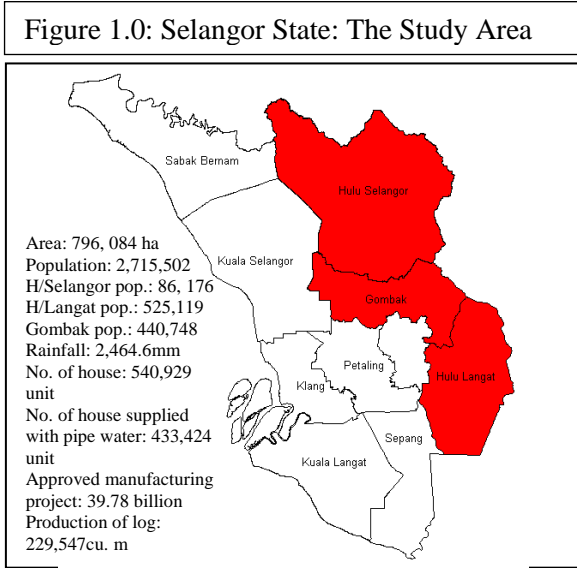 Figure 1.0: Selangor State: The Study Area
Sabak Bernam
Hulu Selangor
Kuala Selangor
Gombak
Petaling
Klang
Hulu Langat
Sepang
Kuala Langat
Area: 796, 084 ha
Population: 2,715,502
H/Selangor pop.: 86, 176
H/Langat pop.: 525,119
Gombak pop.: 440,748
Rainfall: 2,464.6mm
No. of house: 540,929
unit
No. of house supplied
with pipe water: 433,424
unit
Approved manufacturing
project: 39.78 billion
Production of log:
229,547cu. m